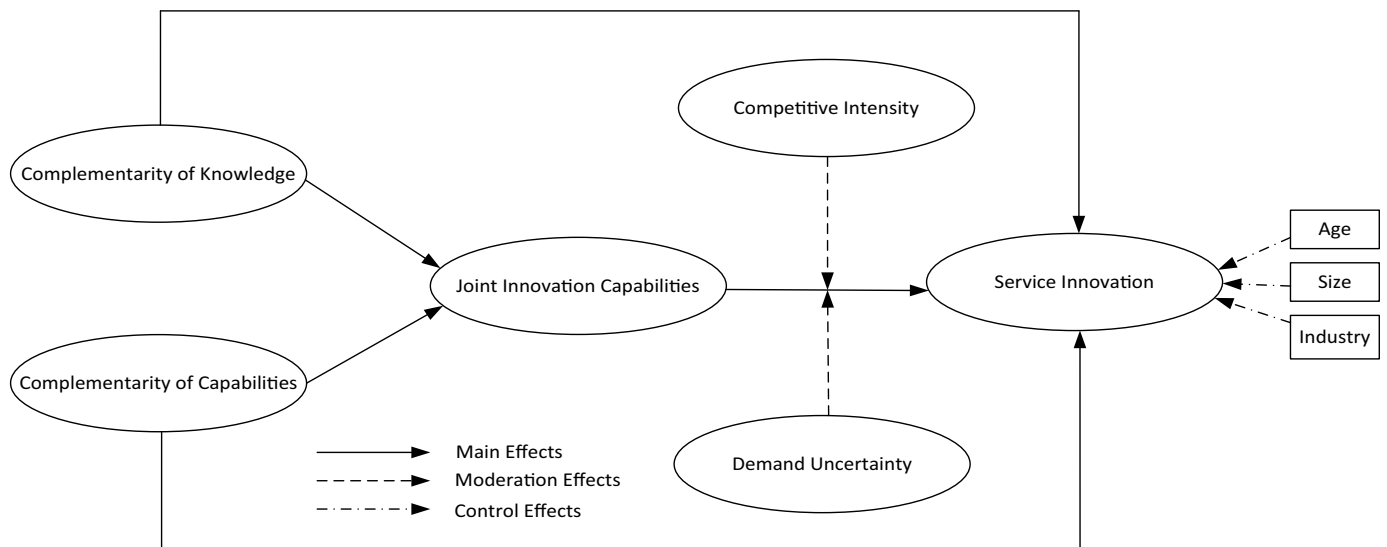 Competitive Intensity
Complementarity of Knowledge
Age
Joint Innovation Capabilities
Service Innovation
Size
Industry
Complementarity of Capabilities
Main Effects
Demand Uncertainty
Moderation Effects
Control Effects